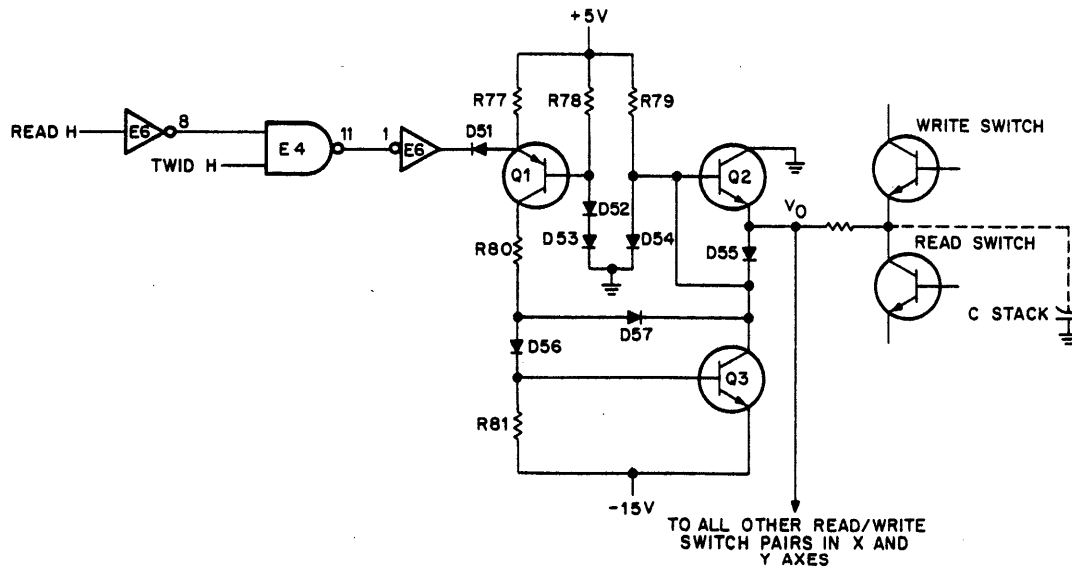 +5V
R77
R78
R79
READ H
E6
8
TWID H
E4
11
1
E6
D51
Q1
D52
D53
D54
Q2
WRITE SWITCH
V0
D55
READ SWITCH
R80
C STACK
D57
D56
Q3
R81
-15V
TO ALL OTHER READ/WRITE
SWITCH PAIRS IN X AND
Y AXES